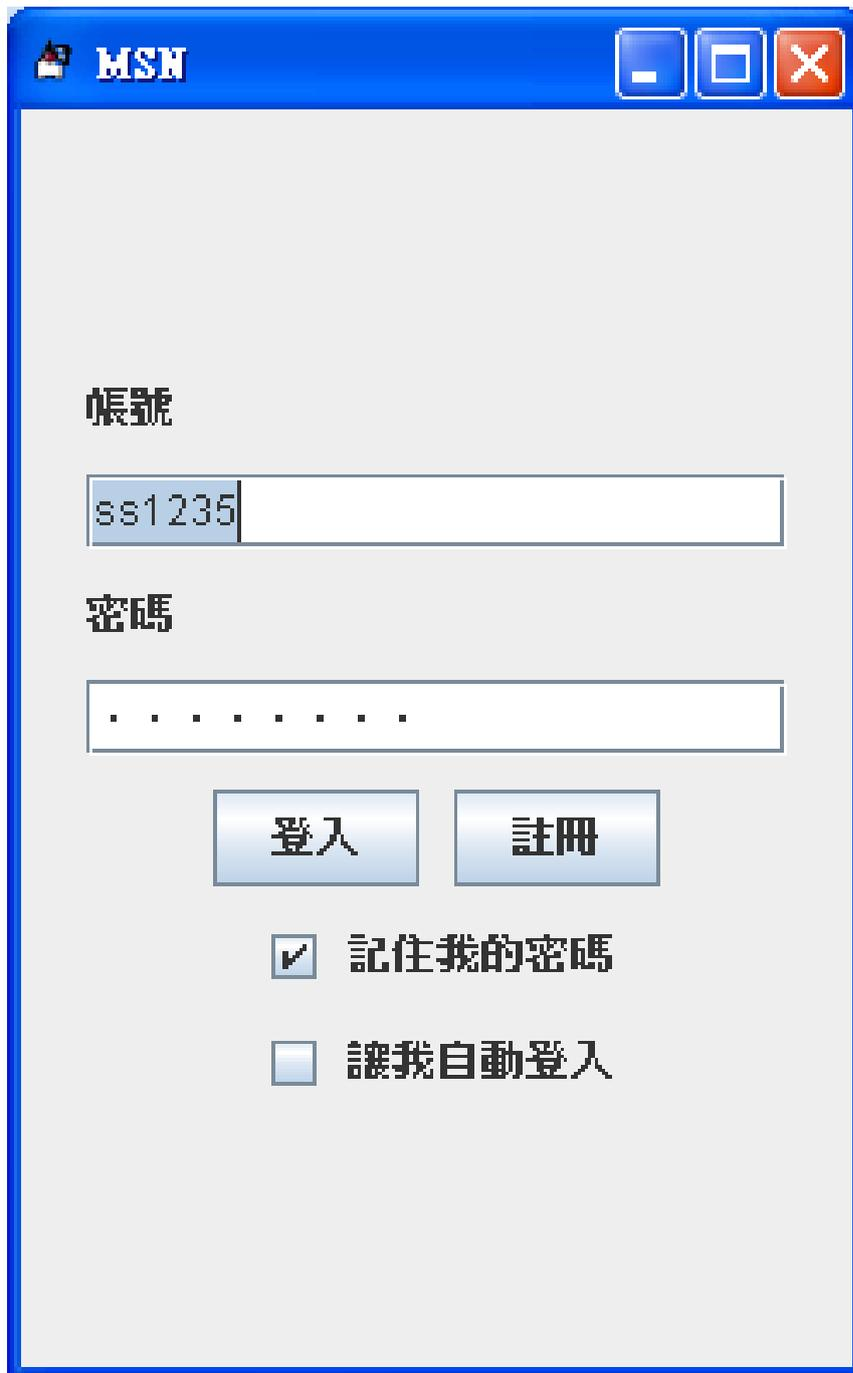 MSN
帳號
ss1235
密碼
........
登入 註冊
記住我的密碼
讓我自動登入